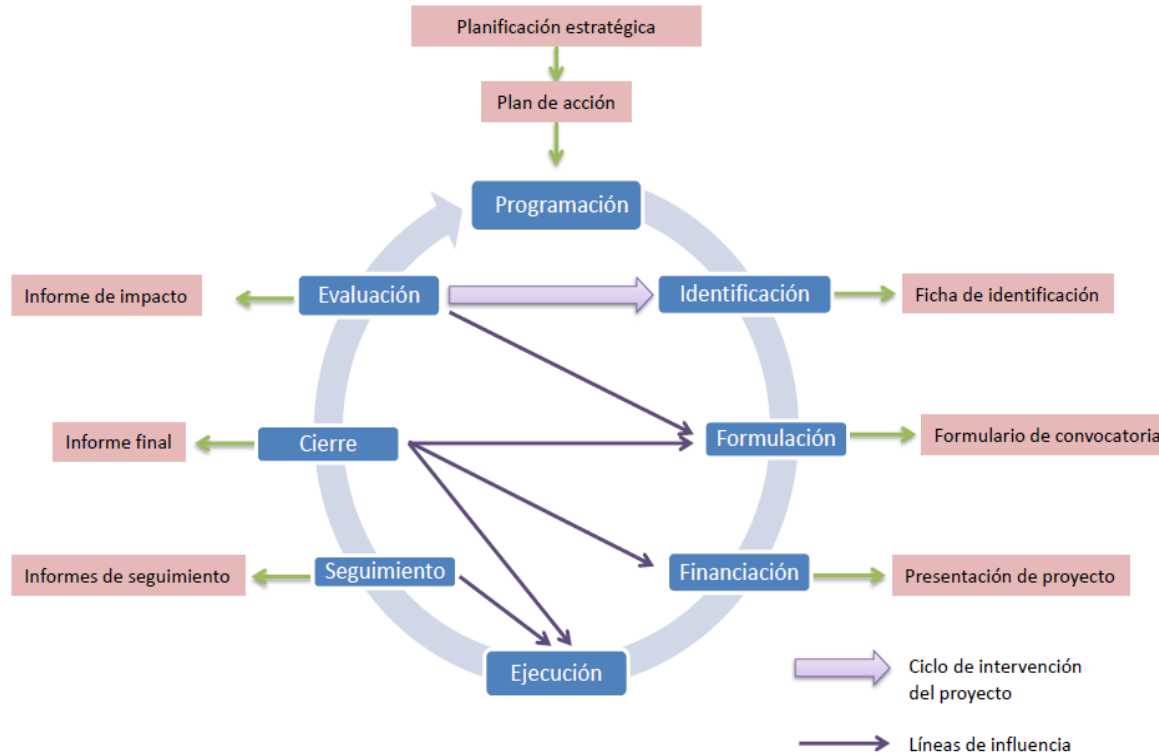 Planificación estratégica
Plan de acción
Programación
Informe de impacto
Evaluación
Identificación
Ficha de identificación
Informe final
Cierre
Formulación
Formulario de convocatoria
Informes de seguimiento
Seguimiento
Financiación
Presentación de proyecto
Ejecución
Ciclo de intervención
del proyecto
Líneas de influencia